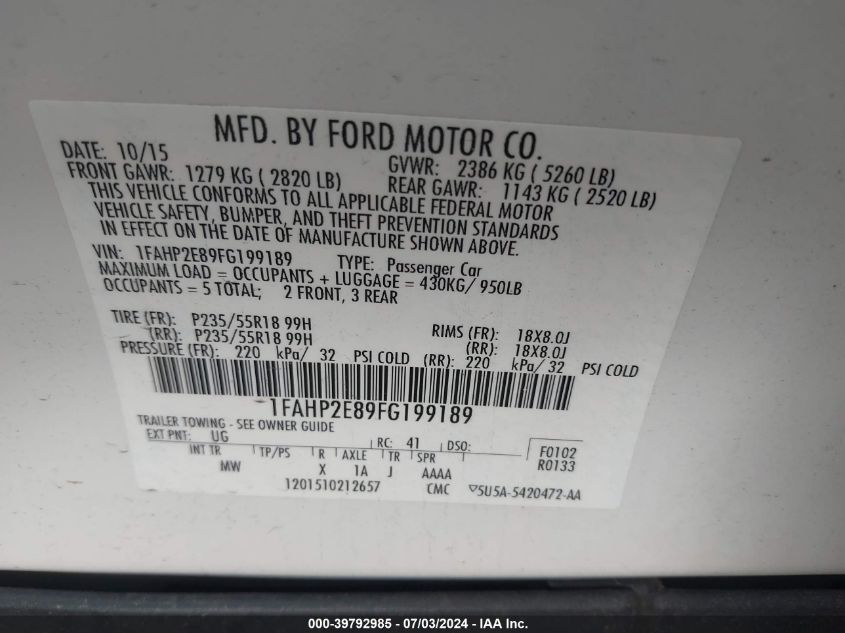 MFD. BY FORD MOTOR CO.
DATE: 10/15 GVWR: 2386 KG ( 5260 LB)
FRONT GAWR: 1279 KG ( 2820 LB) REAR GAWR: 1143 KG ( 2520 LB)
THIS VEHICLE CONFORMS TO ALL APPLICABLE FEDERAL MOTOR
VEHICLE SAFETY, BUMPER, AND THEFT PREVENTION STANDARDS
IN EFFECT ON THE DATE OF MANUFACTURE SHOWN ABOVE.
VIN: 1FAHP2E89FG199189 TYPE: Passenger Car
MAXIMUM LOAD = OCCUPANTS + LUGGAGE = 430KG/ 950LB
OCCUPANTS = 5 TOTAL; 2 FRONT, 3 REAR
TIRE (FR): P235/55R18 99H RIMS (FR): 18X8.0J
(RR): P235/55R18 99H (RR): 18X8.0J
PRESSURE (FR): 220 kPa/ 32 PSI COLD (RR): 220 kPa/ 32 PSI COLD
1FAHP2E89FG199189
TRAILER TOWING - SEE OWNER GUIDE
EXT PNT: UG RC: 41 DSO: F0102
INT TR TP/PS R AXLE TR SPR R0133
MW X 1A J AAAA
1201510212657 CMC 5U5A-5420472-AA
000-39792985 - 07/03/2024 - IAA Inc.